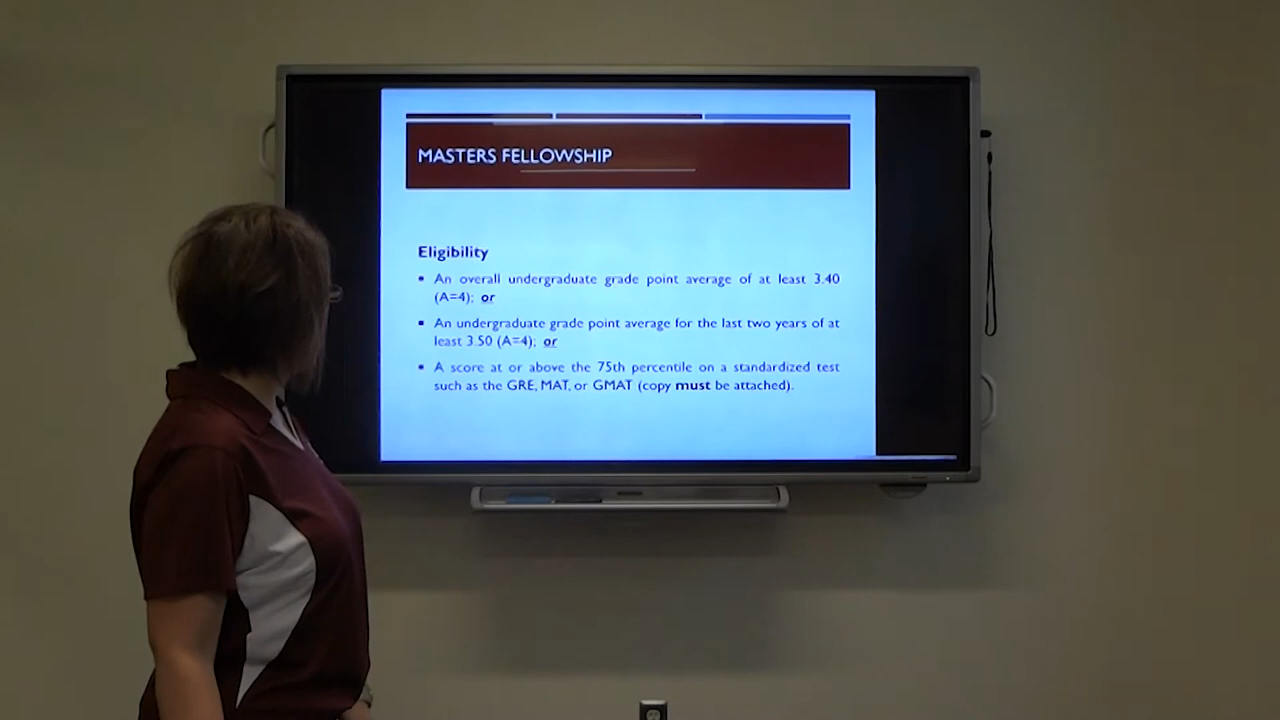 MASTERS FELLOWSHIP
Eligibility
▪ An overall undergraduate grade point average of at least 3.40
(A=4); or
▪ An undergraduate grade point average for the last two years of at
least 3.50 (A=4); or
▪ A score at or above the 75th percentile on a standardized test
such as the GRE, MAT, or GMAT (copy must be attached).